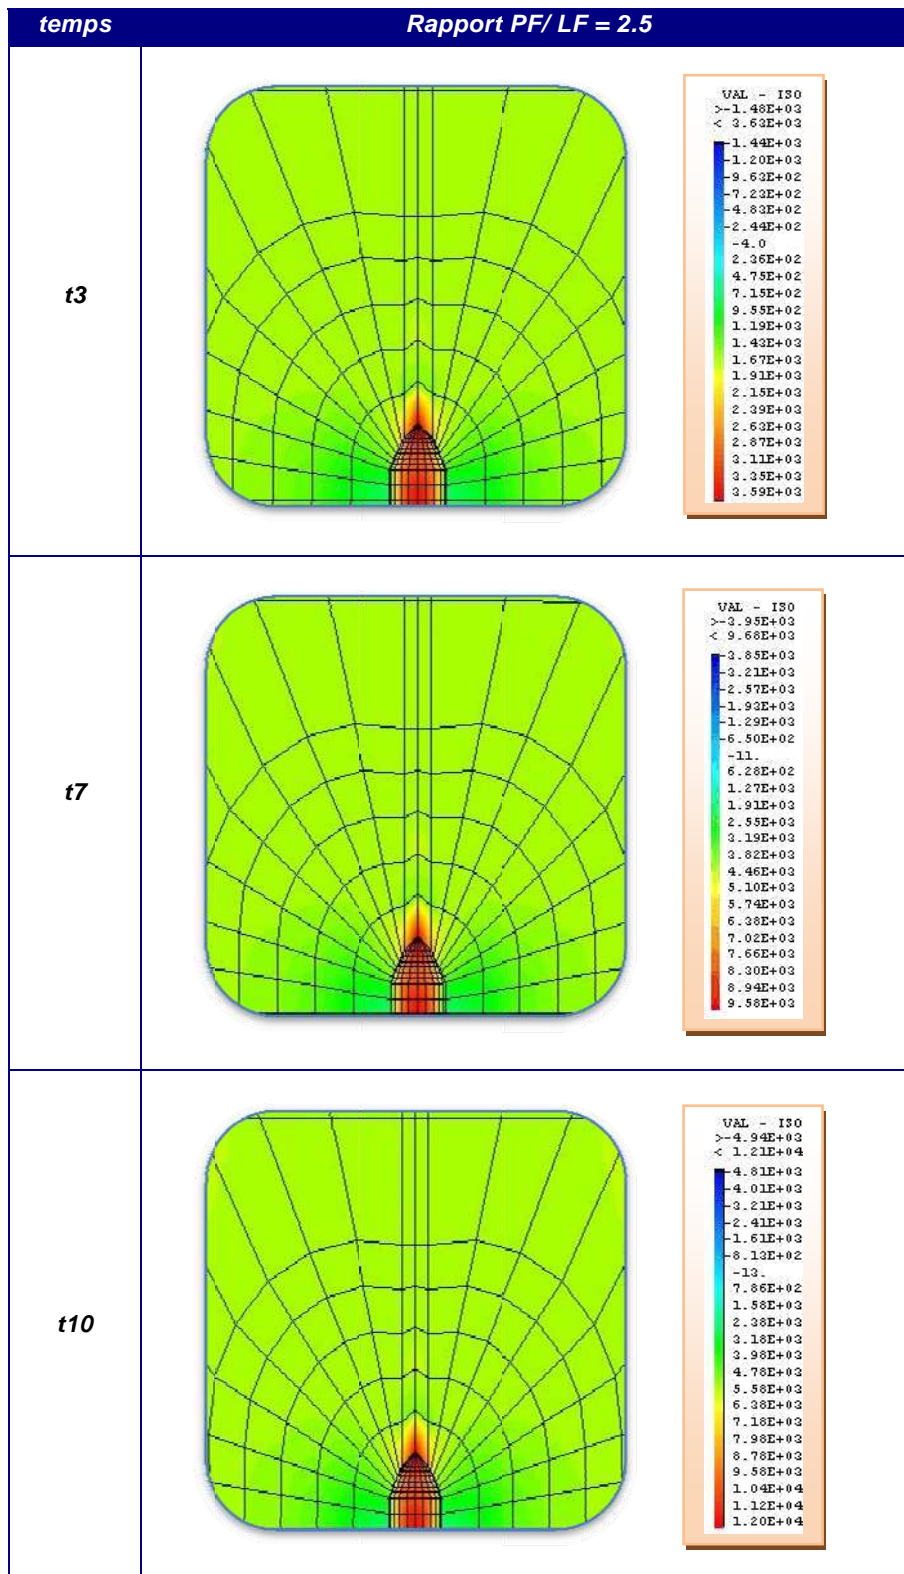 temps Rapport PF/ LF = 2.5
t3
VAL - ISO
>-1.48E+03
< 3.63E+03
-1.44E+03
-1.20E+03
-9.63E+02
-7.23E+02
-4.83E+02
-2.44E+02
-4.0
2.36E+02
4.75E+02
7.15E+02
9.55E+02
1.19E+03
1.43E+03
1.67E+03
1.91E+03
2.15E+03
2.39E+03
2.63E+03
2.87E+03
3.11E+03
3.35E+03
3.59E+03
t7
VAL - ISO
>-3.95E+03
< 9.68E+03
-3.85E+03
-3.21E+03
-2.57E+03
-1.93E+03
-1.29E+03
-6.50E+02
-11.
6.28E+02
1.27E+03
1.91E+03
2.55E+03
3.19E+03
3.82E+03
4.46E+03
5.10E+03
5.74E+03
6.38E+03
7.02E+03
7.66E+03
8.30E+03
8.94E+03
9.58E+03
t10
VAL - ISO
>-4.94E+03
< 1.21E+04
-4.81E+03
-4.01E+03
-3.21E+03
-2.41E+03
-1.61E+03
-8.13E+02
-13.
7.86E+02
1.58E+03
2.38E+03
3.18E+03
3.98E+03
4.78E+03
5.58E+03
6.38E+03
7.18E+03
7.98E+03
8.78E+03
9.58E+03
1.04E+04
1.12E+04
1.20E+04